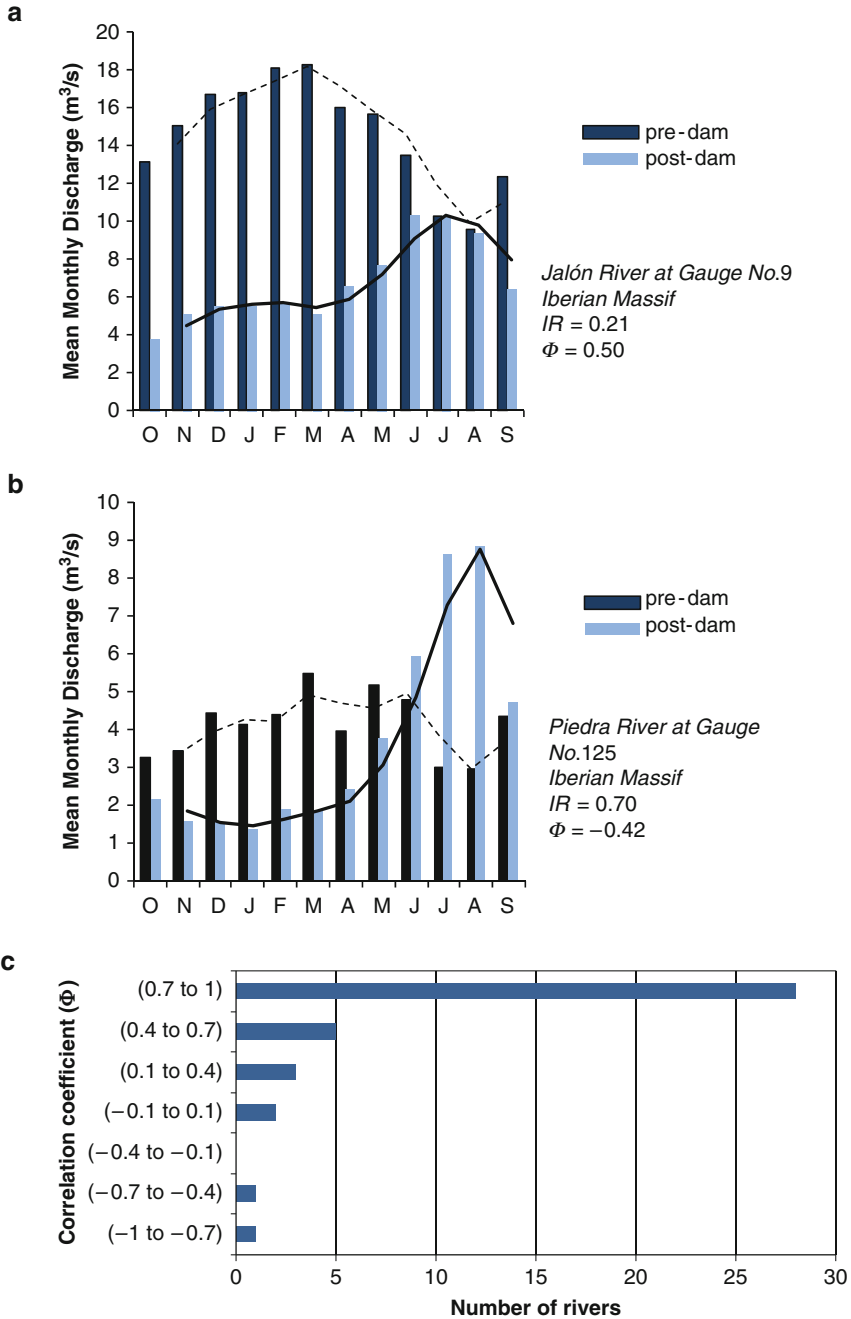 a
Mean Monthly Discharge (m³/s)
20
18
16
14
12
10
8
6
4
2
0
O N D J F M A M J J A S
pre-dam
post-dam
Jalón River at Gauge No.9
Iberian Massif
IR = 0.21
Φ = 0.50
b
Mean Monthly Discharge (m³/s)
10
9
8
7
6
5
4
3
2
1
0
O N D J F M A M J J A S
pre-dam
post-dam
Piedra River at Gauge
No.125
Iberian Massif
IR = 0.70
Φ = −0.42
c
Correlation coefficient (Φ)
(0.7 to 1)
(0.4 to 0.7)
(0.1 to 0.4)
(−0.1 to 0.1)
(−0.4 to −0.1)
(−0.7 to −0.4)
(−1 to −0.7)
0 5 10 15 20 25 30
Number of rivers